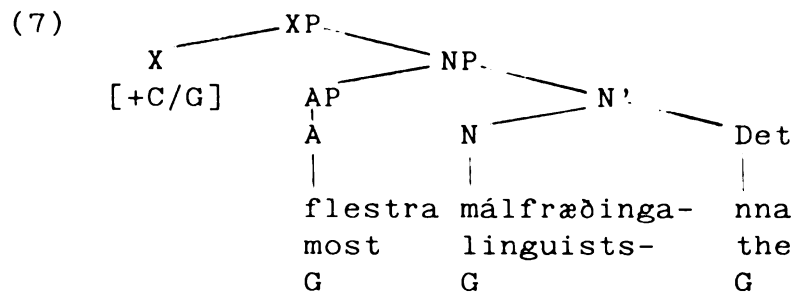 (7) XP
X NP
[+C/G] AP N'
A N Det
flestra málfræðinga- nna
most linguists- the
G G G